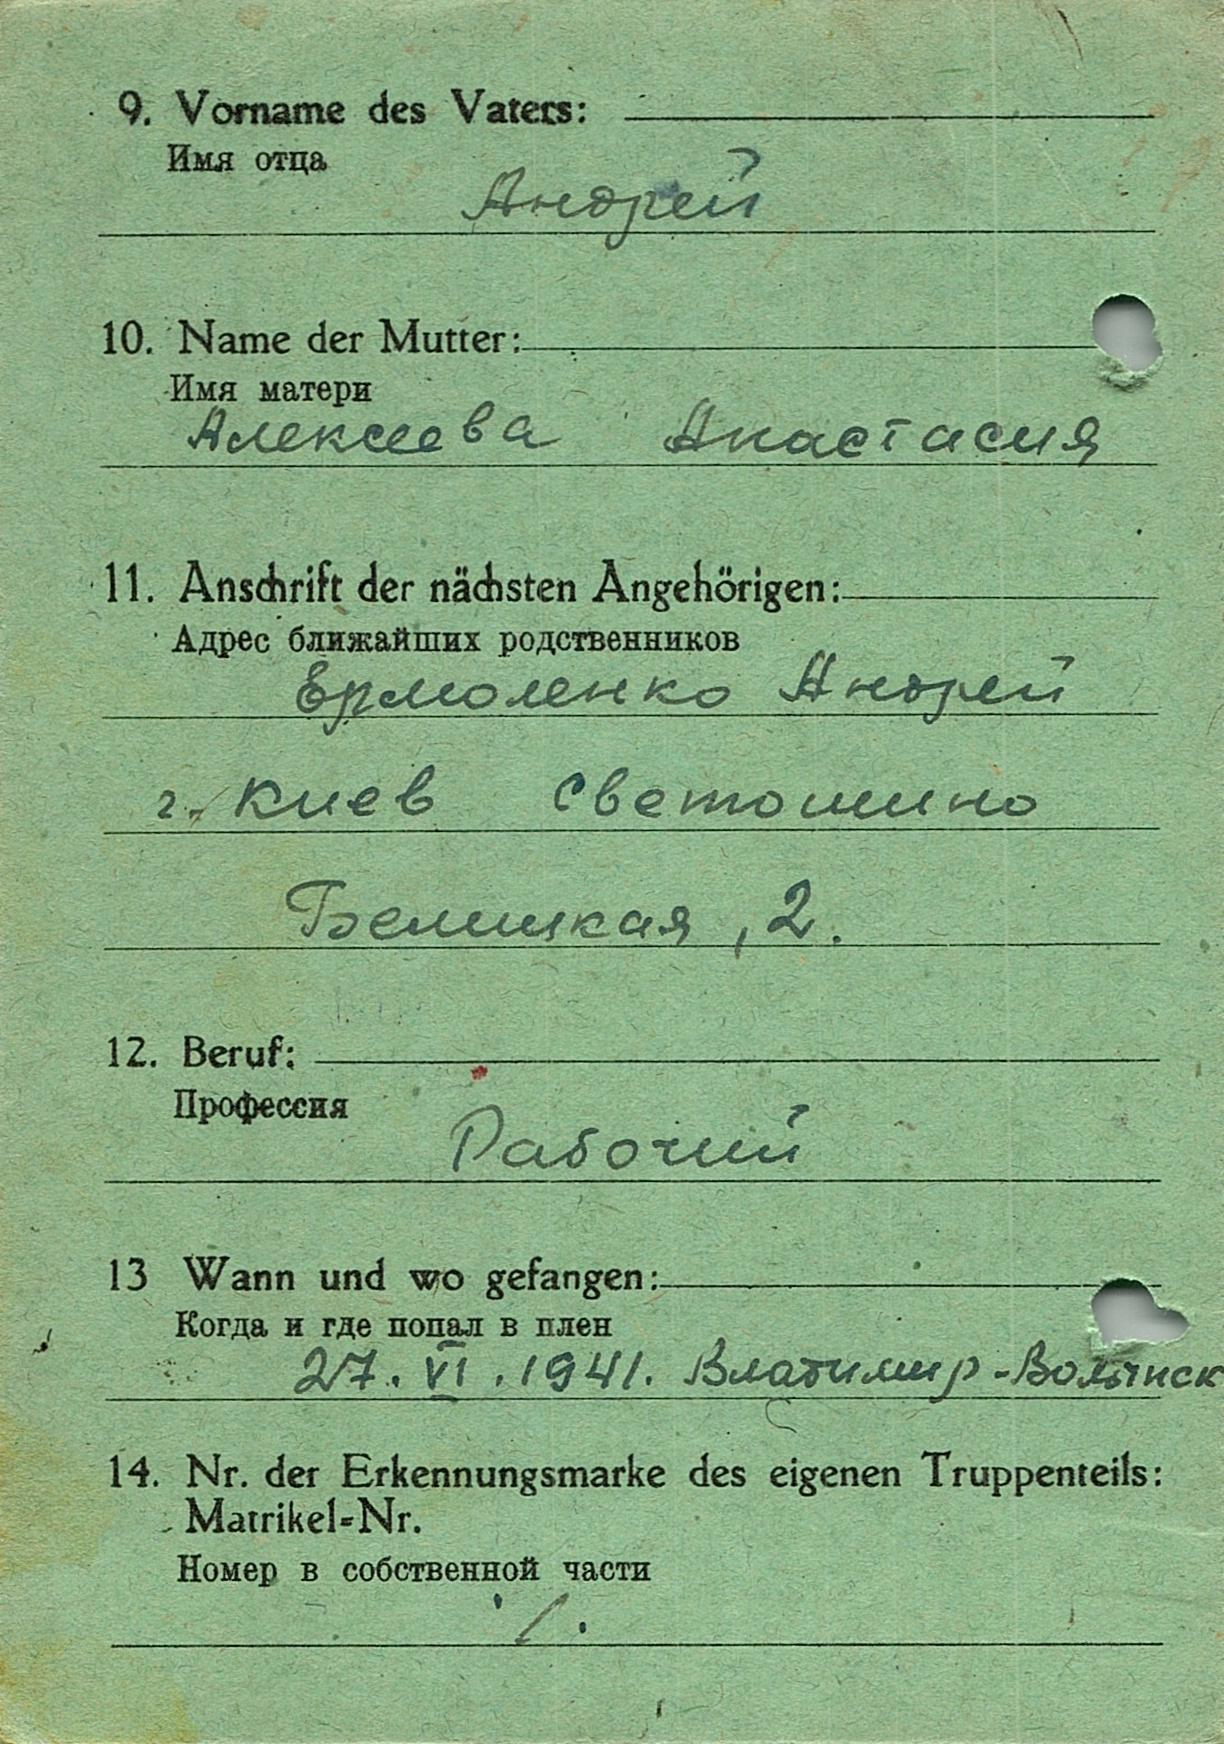 9. Vorname des Vaters:
Имя отца
Андрей
10. Name der Mutter:
Имя матери
Алексеева Анастасия
11. Anschrift der nächsten Angehörigen:
Адрес ближайших родственников
Ермоленко Андрей
г. Киев Светошино
Белицкая, 2.
12. Beruf:
Профессия
Рабочий
13 Wann und wo gefangen:
Когда и где попал в плен
27. VI. 1941. Владимир-Волынск
14. Nr. der Erkennungsmarke des eigenen Truppenteils:
Matrikel-Nr.
Номер в собственной части
./.